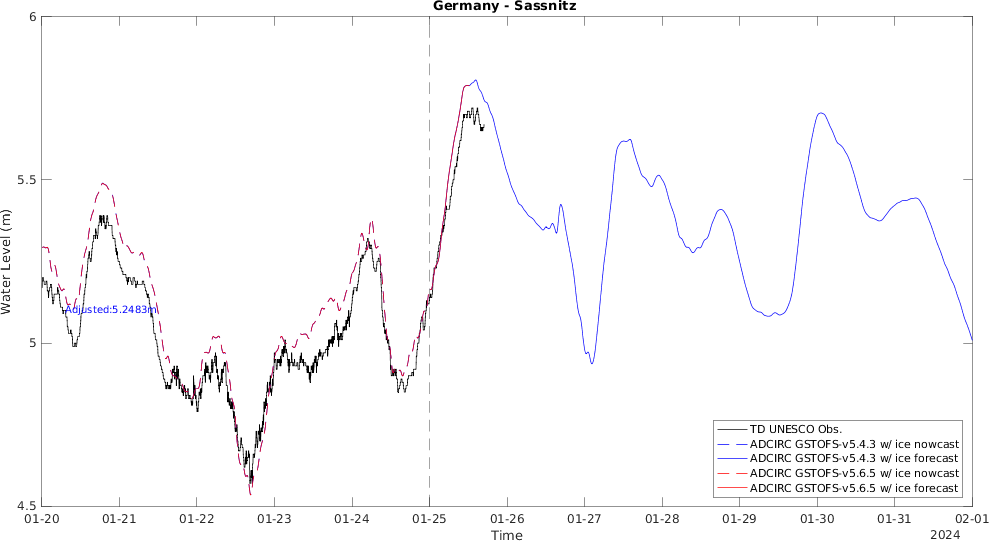 Germany - Sassnitz
6
5.5
5
4.5
Water Level (m)
Adjusted:5.2483m
TD UNESCO Obs.
ADCIRC GSTOFS-v5.4.3 w/ ice nowcast
ADCIRC GSTOFS-v5.4.3 w/ ice forecast
ADCIRC GSTOFS-v5.6.5 w/ ice nowcast
ADCIRC GSTOFS-v5.6.5 w/ ice forecast
01-20 01-21 01-22 01-23 01-24 01-25 01-26 01-27 01-28 01-29 01-30 01-31 02-01
Time
2024